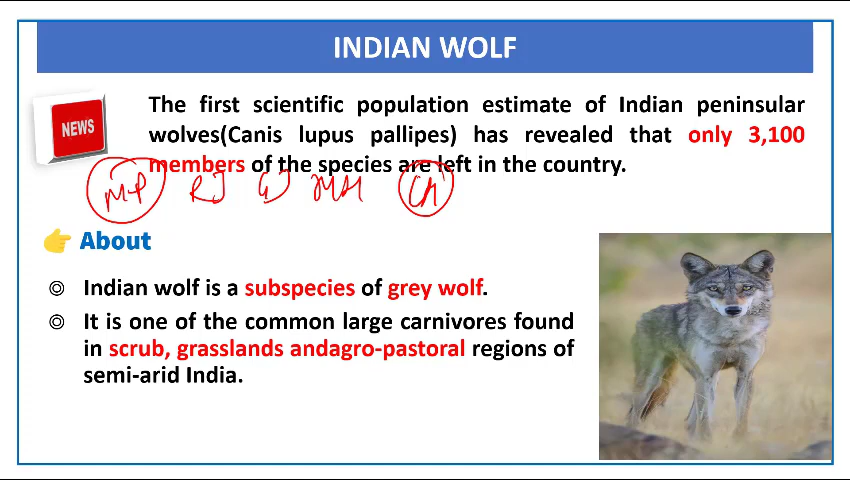 INDIAN WOLF
NEWS
The first scientific population estimate of Indian peninsular
wolves(Canis lupus pallipes) has revealed that only 3,100
members of the species are left in the country.
MP RJ GJ MH
About
Indian wolf is a subspecies of grey wolf.
It is one of the common large carnivores found
in scrub, grasslands andagro-pastoral regions of
semi-arid India.